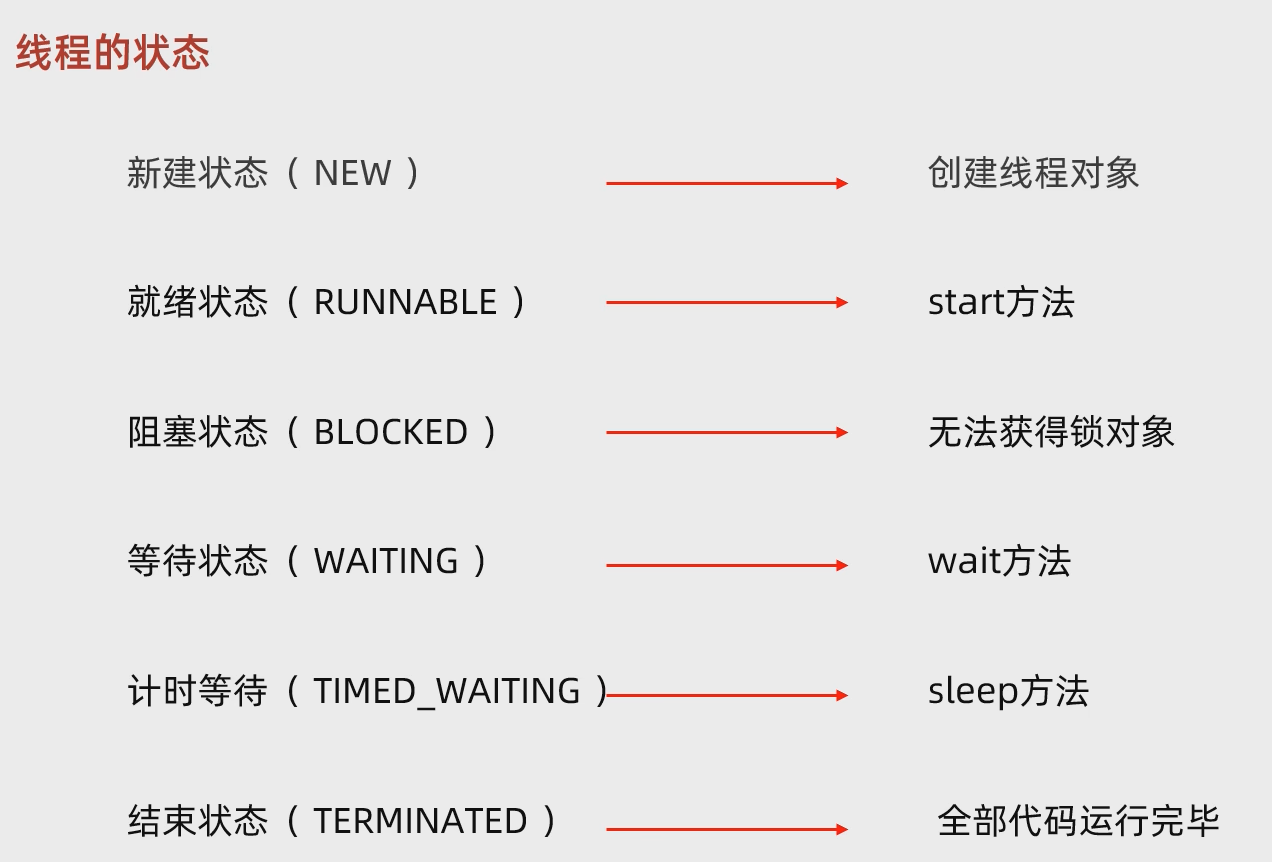 线程的状态
新建状态（ NEW ） 创建线程对象
就绪状态（ RUNNABLE ） start方法
阻塞状态（ BLOCKED ） 无法获得锁对象
等待状态（ WAITING ） wait方法
计时等待（ TIMED_WAITING ） sleep方法
结束状态（ TERMINATED ） 全部代码运行完毕